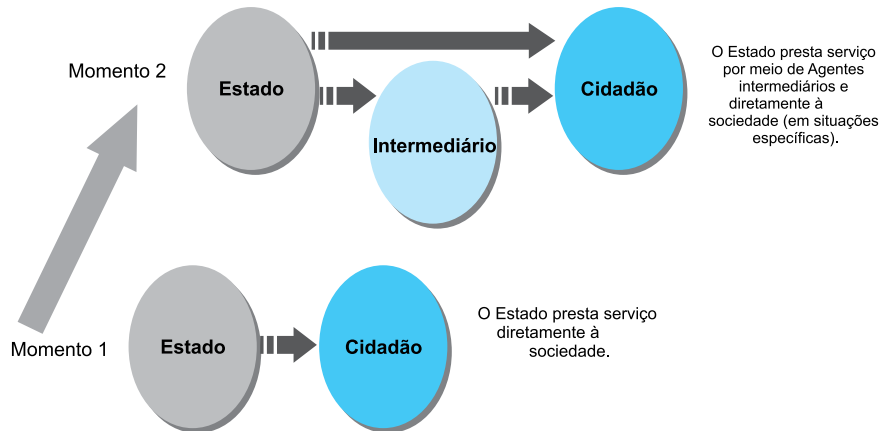 Momento 2
Estado
Intermediário
Cidadão
O Estado presta serviço
por meio de Agentes
intermediários e
diretamente à
sociedade (em situações
específicas).
Momento 1
Estado
Cidadão
O Estado presta serviço
diretamente à
sociedade.